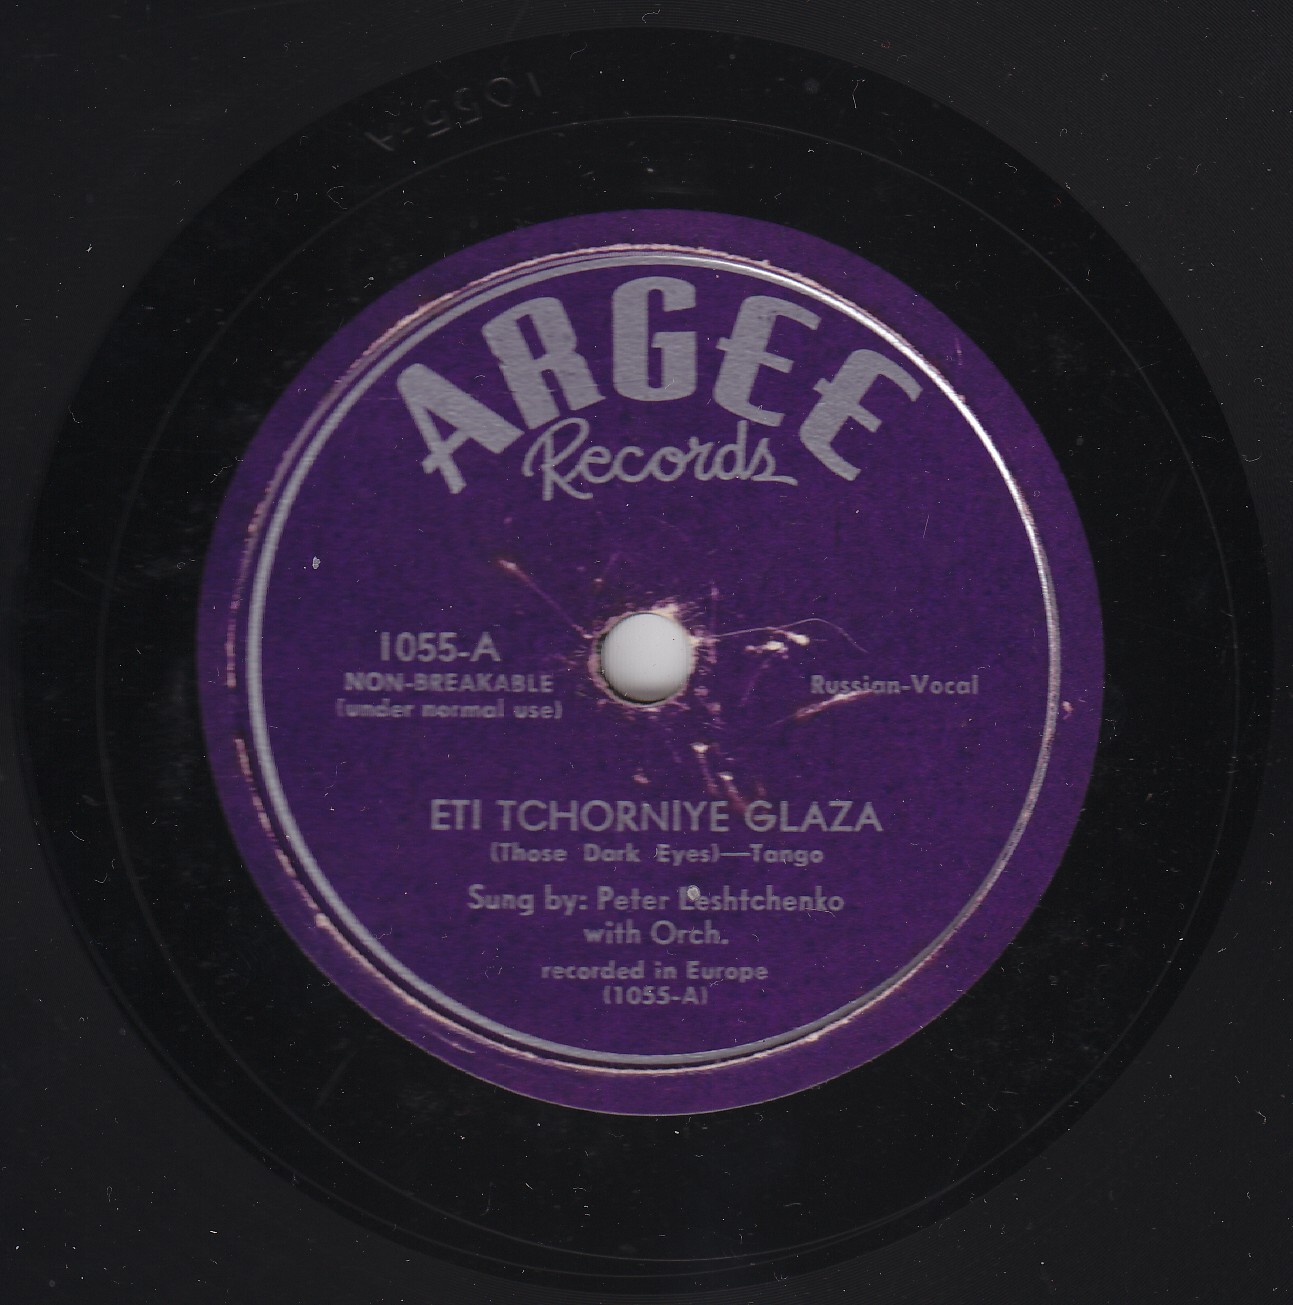 1055-A
ARGEE
Records
1055-A
NON-BREAKABLE
(under normal use)
Russian-Vocal
ETI TCHORNIYE GLAZA
(Those Dark Eyes)—Tango
Sung by: Peter Leshtchenko
with Orch.
recorded in Europe
(1055-A)